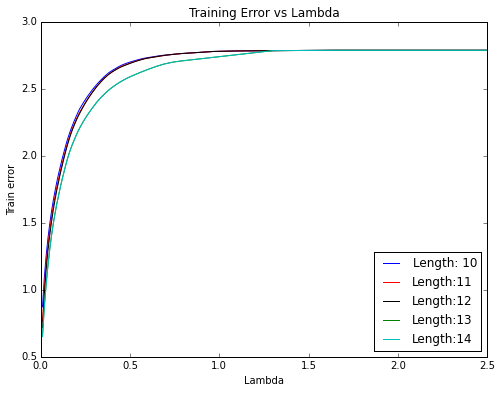 Training Error vs Lambda
3.0
2.5
2.0
1.5
1.0
0.5
Train error
0.0 0.5 1.0 1.5 2.0 2.5
Lambda
Length: 10
Length:11
Length:12
Length:13
Length:14